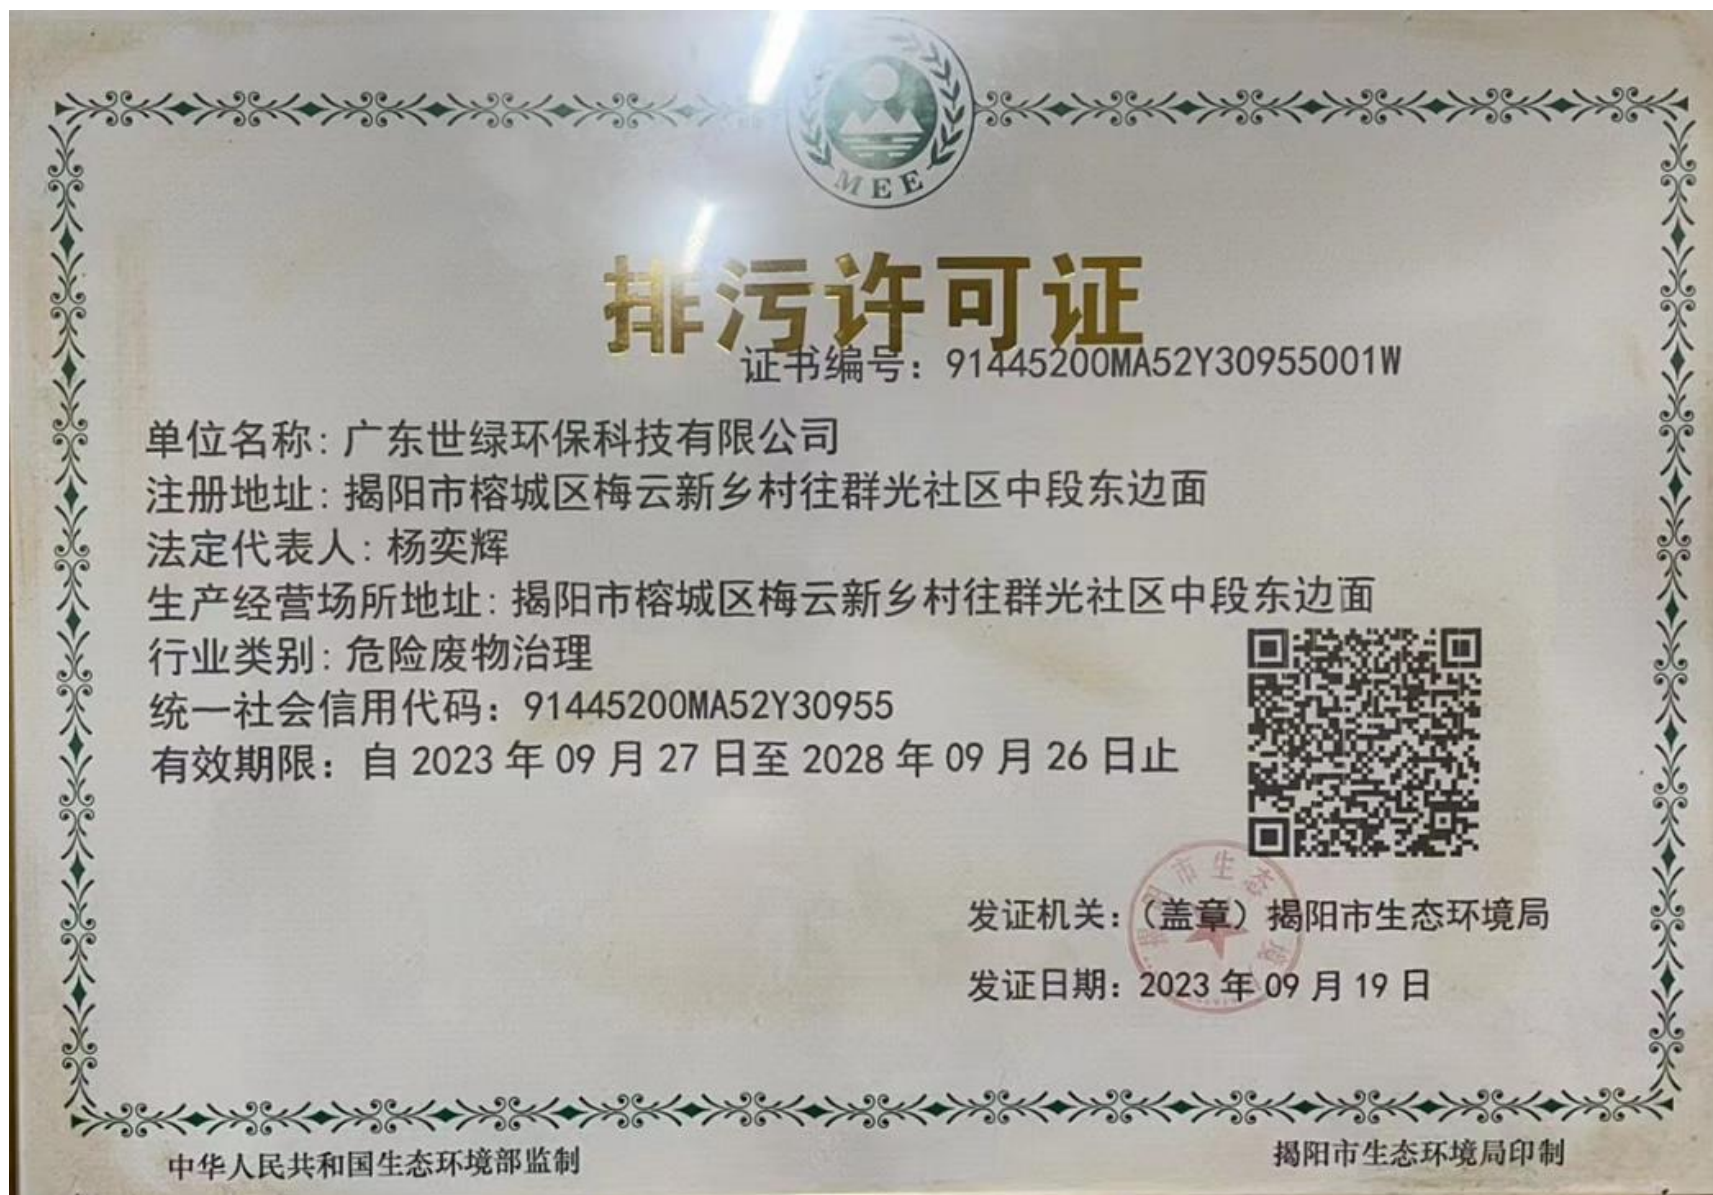 MEE
排污许可证
证书编号：91445200MA52Y30955001W
单位名称：广东世绿环保科技有限公司
注册地址：揭阳市榕城区梅云新乡村往群光社区中段东边面
法定代表人：杨奕辉
生产经营场所地址：揭阳市榕城区梅云新乡村往群光社区中段东边面
行业类别：危险废物治理
统一社会信用代码：91445200MA52Y30955
有效期限：自 2023 年 09 月 27 日至 2028 年 09 月 26 日止
发证机关：（盖章）揭阳市生态环境局
发证日期：2023 年 09 月 19 日
中华人民共和国生态环境部监制
揭阳市生态环境局印制